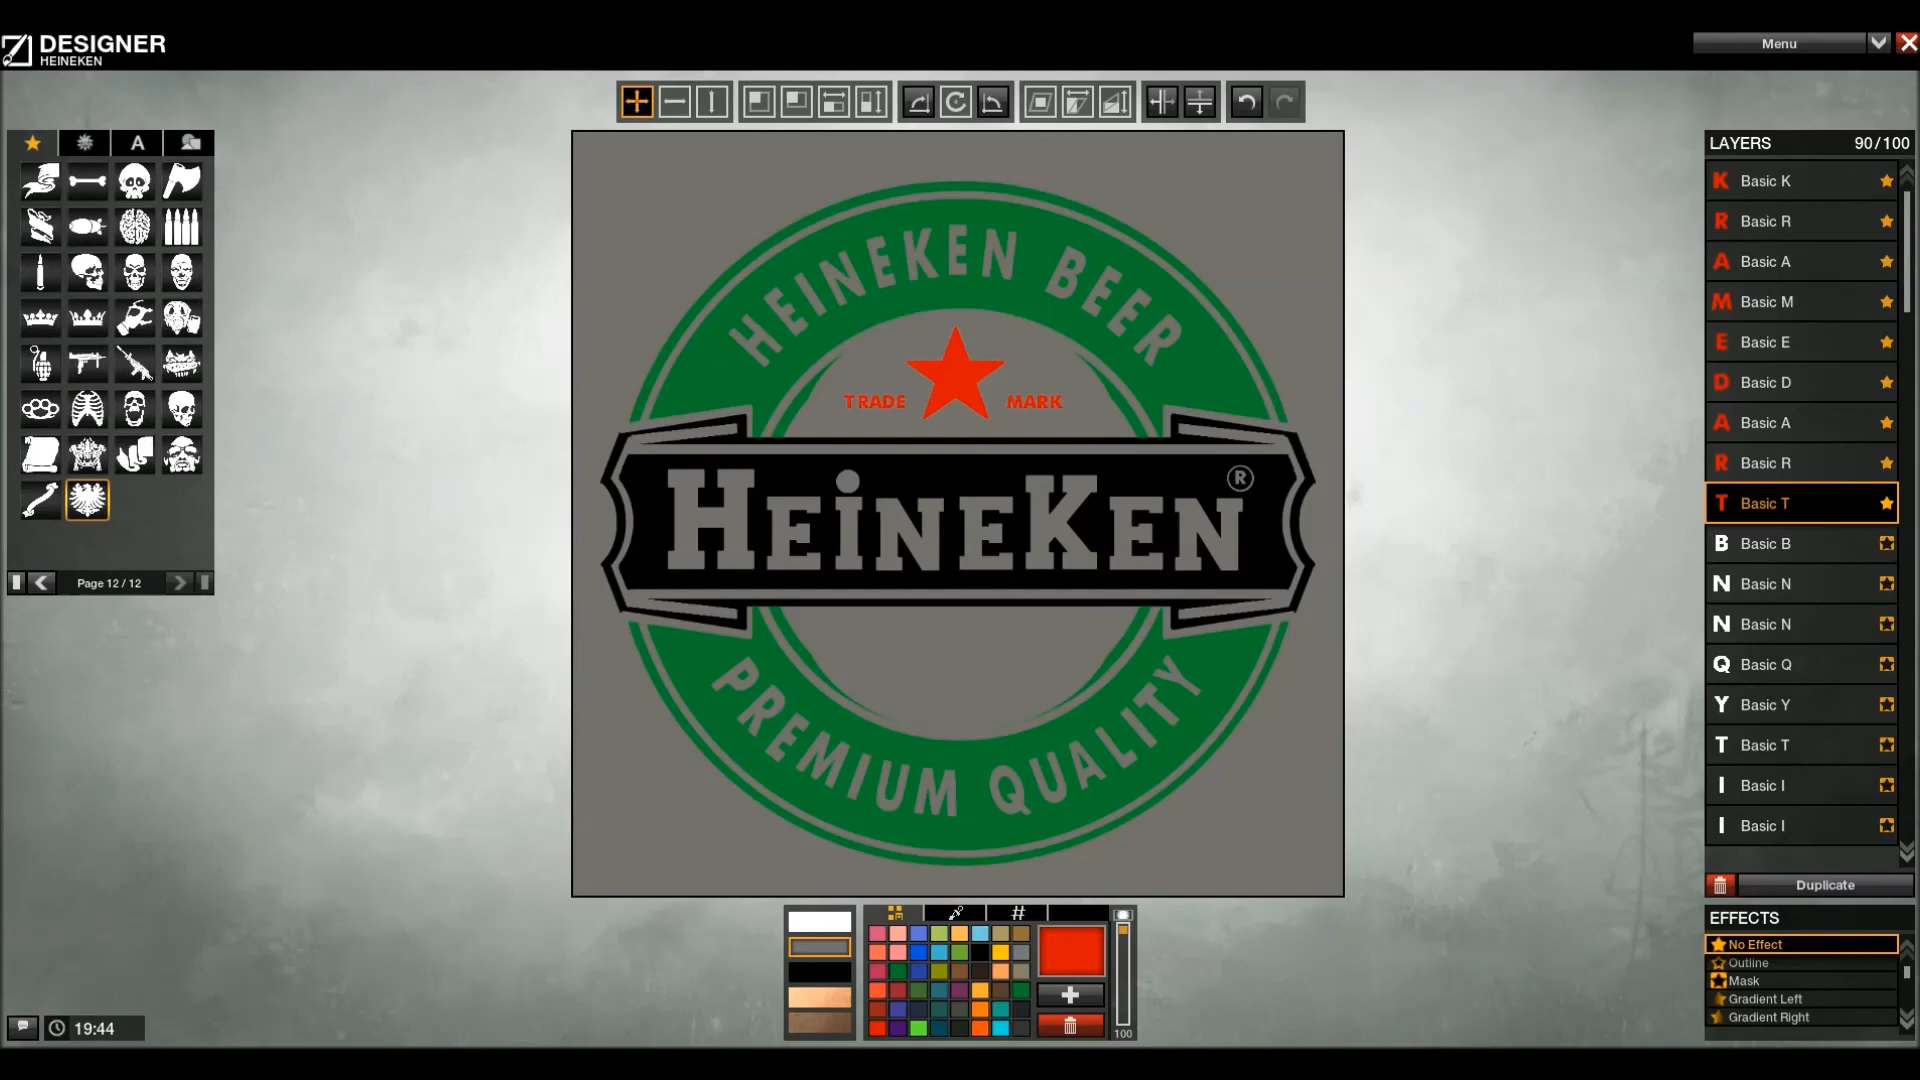 DESIGNER
HEINEKEN
Menu
A
Page 12 / 12
HEINEKEN BEER
TRADE MARK
HEiNEKEN
®
PREMIUM QUALITY
LAYERS 90/100
K Basic K
R Basic R
A Basic A
M Basic M
E Basic E
D Basic D
A Basic A
R Basic R
T Basic T
B Basic B
N Basic N
N Basic N
Q Basic Q
Y Basic Y
T Basic T
I Basic I
I Basic I
Duplicate
EFFECTS
No Effect
Outline
Mask
Gradient Left
Gradient Right
#
100
19:44